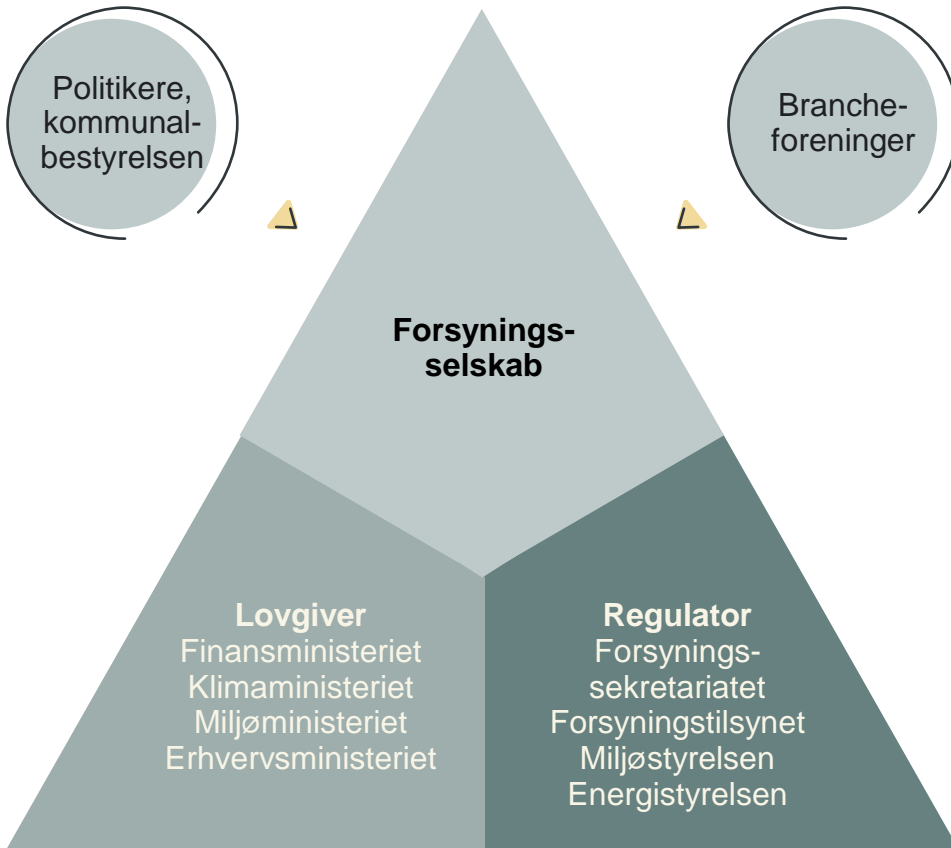 Politikere,
kommunal-
bestyrelsen
Branche-
foreninger
Forsynings-
selskab
Lovgiver
Finansministeriet
Klimaministeriet
Miljøministeriet
Erhvervsministeriet
Regulator
Forsynings-
sekretariatet
Forsyningstilsynet
Miljøstyrelsen
Energistyrelsen